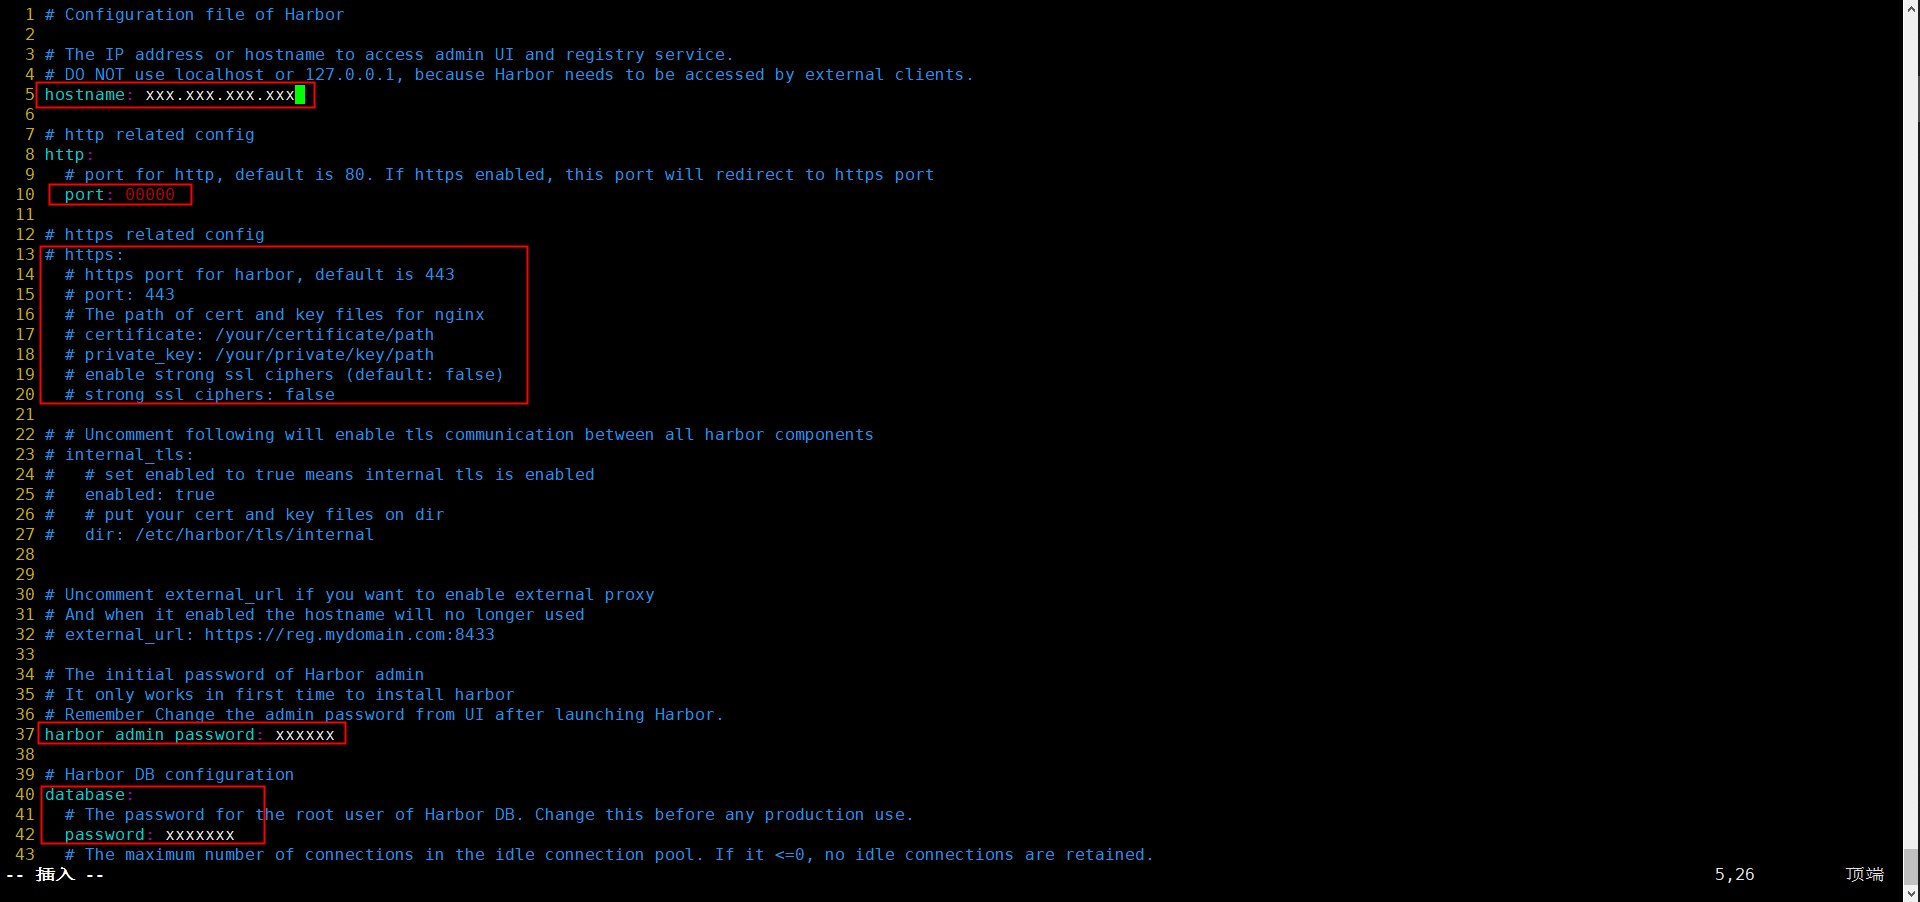 1 # Configuration file of Harbor
2
3 # The IP address or hostname to access admin UI and registry service.
4 # DO NOT use localhost or 127.0.0.1, because Harbor needs to be accessed by external clients.
5 hostname: xxx.xxx.xxx.xxx
6
7 # http related config
8 http:
9   # port for http, default is 80. If https enabled, this port will redirect to https port
10   port: 00000
11
12 # https related config
13 # https:
14   # https port for harbor, default is 443
15   # port: 443
16   # The path of cert and key files for nginx
17   # certificate: /your/certificate/path
18   # private_key: /your/private/key/path
19   # enable strong ssl ciphers (default: false)
20   # strong_ssl_ciphers: false
21
22 # # Uncomment following will enable tls communication between all harbor components
23 # internal_tls:
24 #   # set enabled to true means internal tls is enabled
25 #   enabled: true
26 #   # put your cert and key files on dir
27 #   dir: /etc/harbor/tls/internal
28
29
30 # Uncomment external_url if you want to enable external proxy
31 # And when it enabled the hostname will no longer used
32 # external_url: https://reg.mydomain.com:8433
33
34 # The initial password of Harbor admin
35 # It only works in first time to install harbor
36 # Remember Change the admin password from UI after launching Harbor.
37 harbor_admin_password: xxxxxx
38
39 # Harbor DB configuration
40 database:
41   # The password for the root user of Harbor DB. Change this before any production use.
42   password: xxxxxxx
43   # The maximum number of connections in the idle connection pool. If it <=0, no idle connections are retained.
-- 插入 -- 5,26 顶端